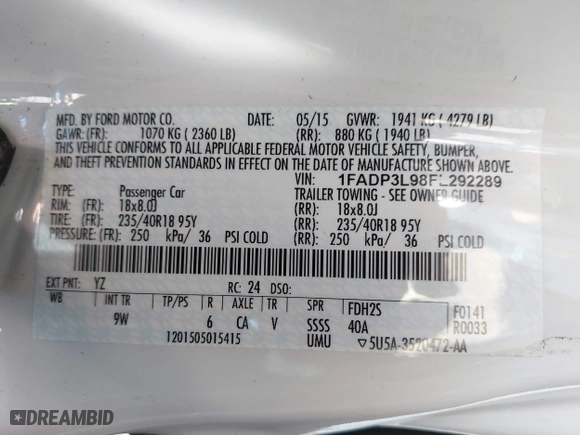 MFD. BY FORD MOTOR CO. DATE: 05/15 GVWR: 1941 KG ( 4279 LB)
GAWR: (FR): 1070 KG ( 2360 LB) (RR): 880 KG ( 1940 LB)
THIS VEHICLE CONFORMS TO ALL FEDERAL MOTOR VEHICLE SAFETY, BUMPER,
AND THEFT PREVENTION STANDARDS IN EFFECT ON THE DATE OF MANUFACTURE SHOWN ABOVE.
VIN: 1FADP3L98FL292289
TYPE: Passenger Car TRAILER TOWING - SEE OWNER GUIDE
RIM: (FR): 18x8.0J (RR): 18x8.0J
TIRE: (FR): 235/40R18 95Y (RR): 235/40R18 95Y
PRESSURE: (FR): 250 kPa/ 36 PSI COLD (RR): 250 kPa/ 36 PSI COLD
EXT PNT: YZ RC: 24 DSO:
WB INT TR TP/PS R AXLE TR SPR FDH2S F0141
9W 6 CA V SSSS 40A R0033
1201505015415 UMU ▽5U5A-3520472-AA
DREAMBID